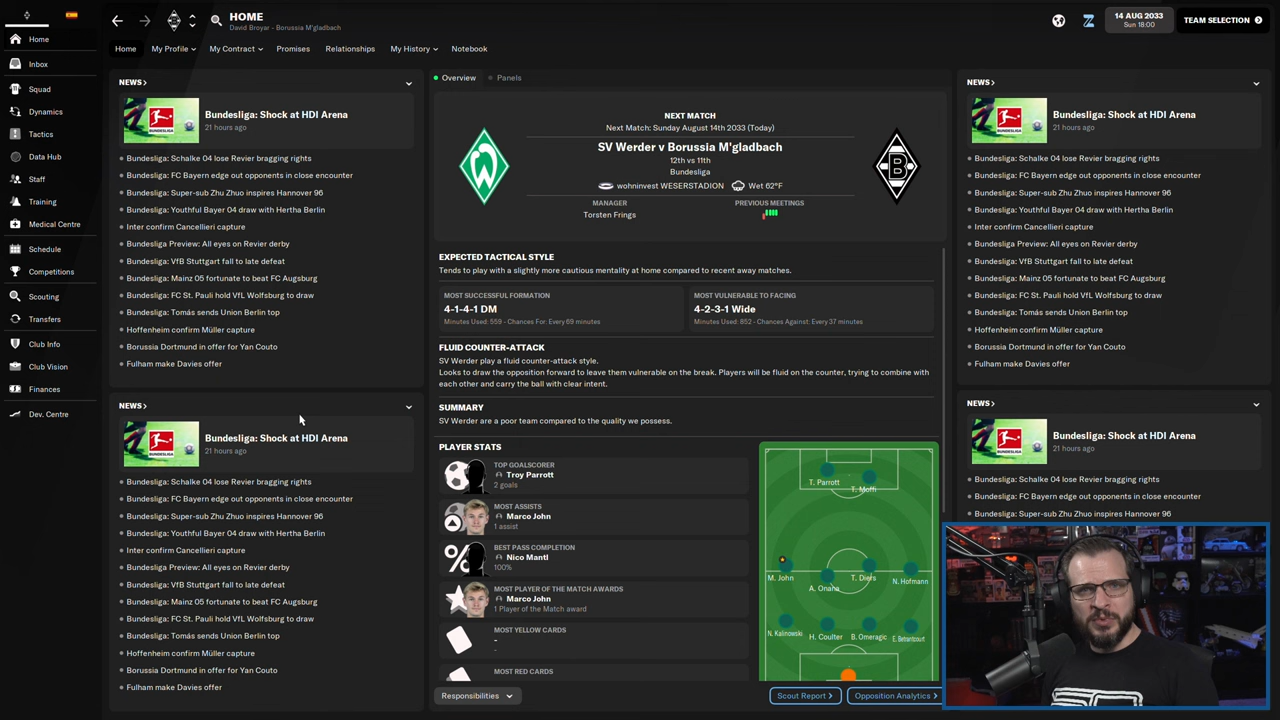 HOME
David Broyar - Borussia M'gladbach
14 AUG 2033
Sun 18:00
TEAM SELECTION
Home
My Profile
My Contract
Promises
Relationships
My History
Notebook
Home
Inbox
Squad
Dynamics
Tactics
Data Hub
Staff
Training
Medical Centre
Schedule
Competitions
Scouting
Transfers
Club Info
Club Vision
Finances
Dev. Centre
NEWS>
BUNDESLIGA
Bundesliga: Shock at HDI Arena
21 hours ago
Bundesliga: Schalke 04 lose Revier bragging rights
Bundesliga: FC Bayern edge out opponents in close encounter
Bundesliga: Super-sub Zhu Zhuo inspires Hannover 96
Bundesliga: Youthful Bayer 04 draw with Hertha Berlin
Inter confirm Cancellieri capture
Bundesliga Preview: All eyes on Revier derby
Bundesliga: VfB Stuttgart fall to late defeat
Bundesliga: Mainz 05 fortunate to beat FC Augsburg
Bundesliga: FC St. Pauli hold VfL Wolfsburg to draw
Bundesliga: Tomás sends Union Berlin top
Hoffenheim confirm Müller capture
Borussia Dortmund in offer for Yan Couto
Fulham make Davies offer
NEWS>
BUNDESLIGA
Bundesliga: Shock at HDI Arena
21 hours ago
Bundesliga: Schalke 04 lose Revier bragging rights
Bundesliga: FC Bayern edge out opponents in close encounter
Bundesliga: Super-sub Zhu Zhuo inspires Hannover 96
Bundesliga: Youthful Bayer 04 draw with Hertha Berlin
Inter confirm Cancellieri capture
Bundesliga Preview: All eyes on Revier derby
Bundesliga: VfB Stuttgart fall to late defeat
Bundesliga: Mainz 05 fortunate to beat FC Augsburg
Bundesliga: FC St. Pauli hold VfL Wolfsburg to draw
Bundesliga: Tomás sends Union Berlin top
Hoffenheim confirm Müller capture
Borussia Dortmund in offer for Yan Couto
Fulham make Davies offer
Overview
Panels
NEXT MATCH
Next Match: Sunday August 14th 2033 (Today)
SV Werder v Borussia M'gladbach
12th vs 11th
Bundesliga
wohninvest WESERSTADION Wet 62°F
MANAGER
Torsten Frings
PREVIOUS MEETINGS
EXPECTED TACTICAL STYLE
Tends to play with a slightly more cautious mentality at home compared to recent away matches.
MOST SUCCESSFUL FORMATION
4-1-4-1 DM
Minutes Used: 559 - Chances For: Every 69 minutes
MOST VULNERABLE TO FACING
4-2-3-1 Wide
Minutes Used: 852 - Chances Against: Every 37 minutes
FLUID COUNTER-ATTACK
SV Werder play a fluid counter-attack style.
Looks to draw the opposition forward to leave them vulnerable on the break. Players will be fluid on the counter, trying to combine with
each other and carry the ball with clear intent.
SUMMARY
SV Werder are a poor team compared to the quality we possess.
PLAYER STATS
TOP GOALSCORER
Troy Parrott
2 goals
MOST ASSISTS
Marco John
1 assist
BEST PASS COMPLETION
Nico Mantl
100%
MOST PLAYER OF THE MATCH AWARDS
Marco John
1 Player of the Match award
MOST YELLOW CARDS
-
-
MOST RED CARDS
T. Parrott
T. Moffi
M. John
A. Onana
T. Diers
N. Hofmann
N. Kalinowski
H. Coulter
B. Omeragic
E. Betancourt
Responsibilities
Scout Report >
Opposition Analytics >
NEWS>
BUNDESLIGA
Bundesliga: Shock at HDI Arena
21 hours ago
Bundesliga: Schalke 04 lose Revier bragging rights
Bundesliga: FC Bayern edge out opponents in close encounter
Bundesliga: Super-sub Zhu Zhuo inspires Hannover 96
Bundesliga: Youthful Bayer 04 draw with Hertha Berlin
Inter confirm Cancellieri capture
Bundesliga Preview: All eyes on Revier derby
Bundesliga: VfB Stuttgart fall to late defeat
Bundesliga: Mainz 05 fortunate to beat FC Augsburg
Bundesliga: FC St. Pauli hold VfL Wolfsburg to draw
Bundesliga: Tomás sends Union Berlin top
Hoffenheim confirm Müller capture
Borussia Dortmund in offer for Yan Couto
Fulham make Davies offer
NEWS>
BUNDESLIGA
Bundesliga: Shock at HDI Arena
21 hours ago
Bundesliga: Schalke 04 lose Revier bragging rights
Bundesliga: FC Bayern edge out opponents in close encounter
Bundesliga: Super-sub Zhu Zhuo inspires Hannover 96